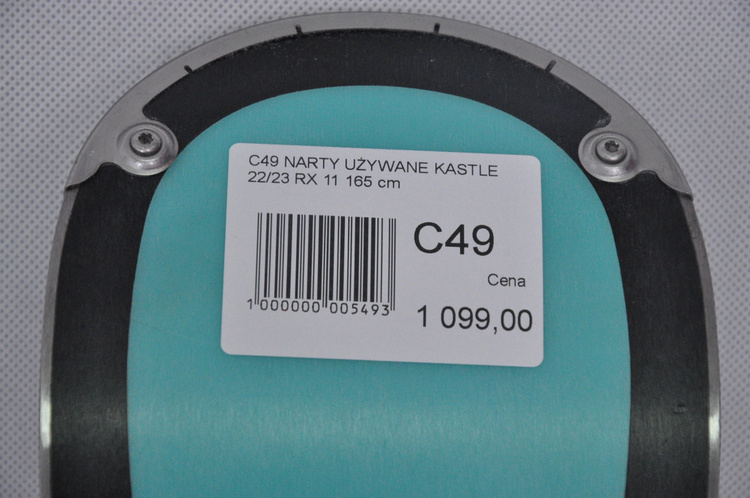 C49 NARTY UŻYWANE KASTLE
22/23 RX 11 165 cm
C49
Cena
1 000000 005493
1 099,00